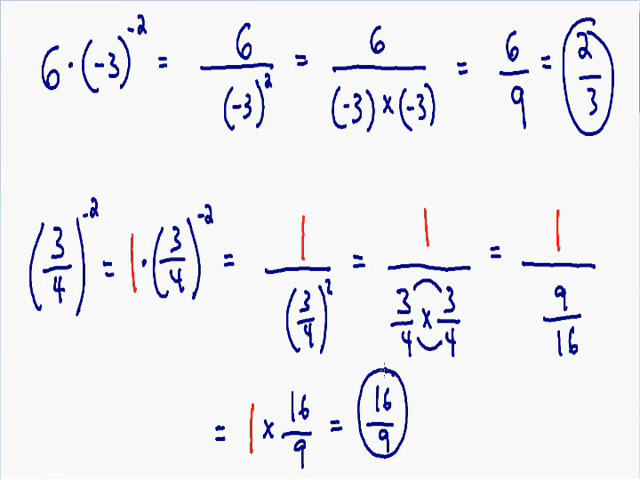 6·(-3)⁻² = 6/(-3)² = 6/((-3)×(-3)) = 6/9 = 2/3
(3/4)⁻² = 1·(3/4)⁻² = 1/(3/4)² = 1/(3/4 × 3/4) = 1/(9/16)
= 1 × 16/9 = 16/9